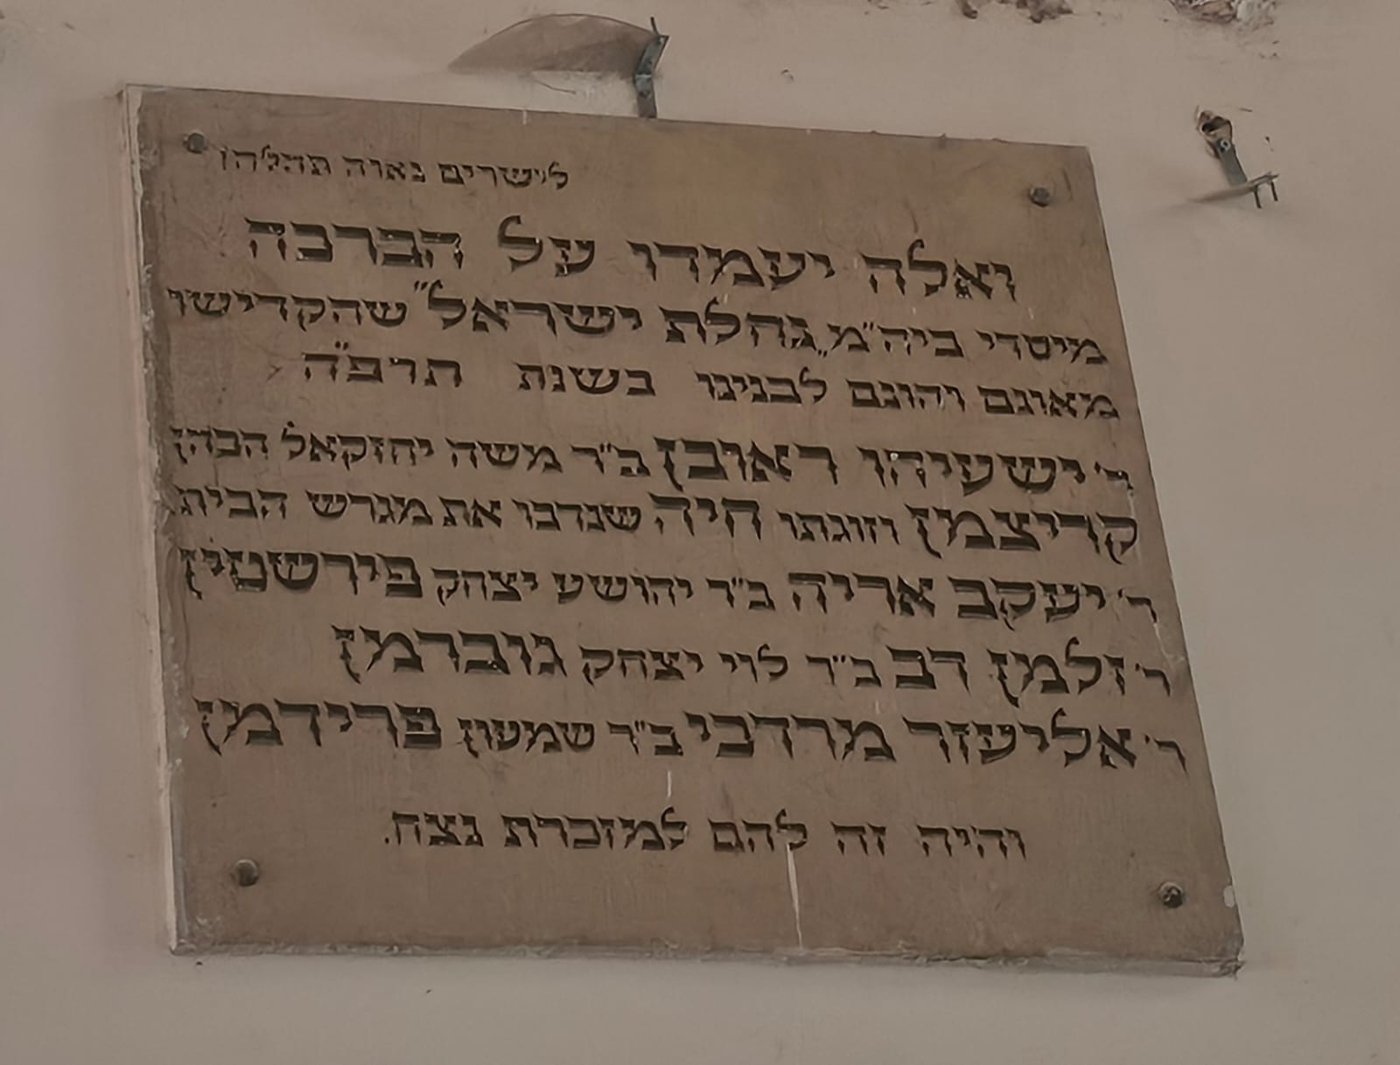 לישרים נאוה תהלה
ואלה יעמדו על הברכה
מיסדי ביה"מ „נחלת ישראל" שהקדישו
מאונם והונם לבנינו בשנת תרפ"ה
ר' ישעיהו ראובן ב"ר משה יחזקאל הכהן
קריצמן וזוגתו חיה שנדבו את מגרש הבית
ר' יעקב אריה ב"ר יהושע יצחק פירשטין
ר' זלמן דב ב"ר לוי יצחק גוברמן
ר' אליעזר מרדכי ב"ר שמעון פרידמן
והיה זה להם למזכרת נצח.